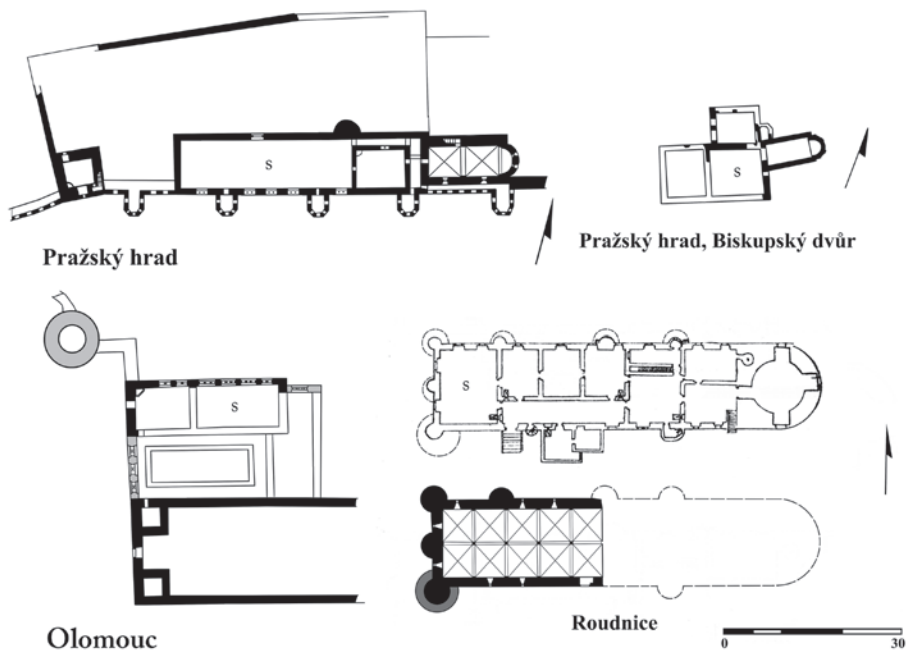 S
S
Pražský hrad
Pražský hrad, Biskupský dvůr
S
S
Olomouc
Roudnice
0 30